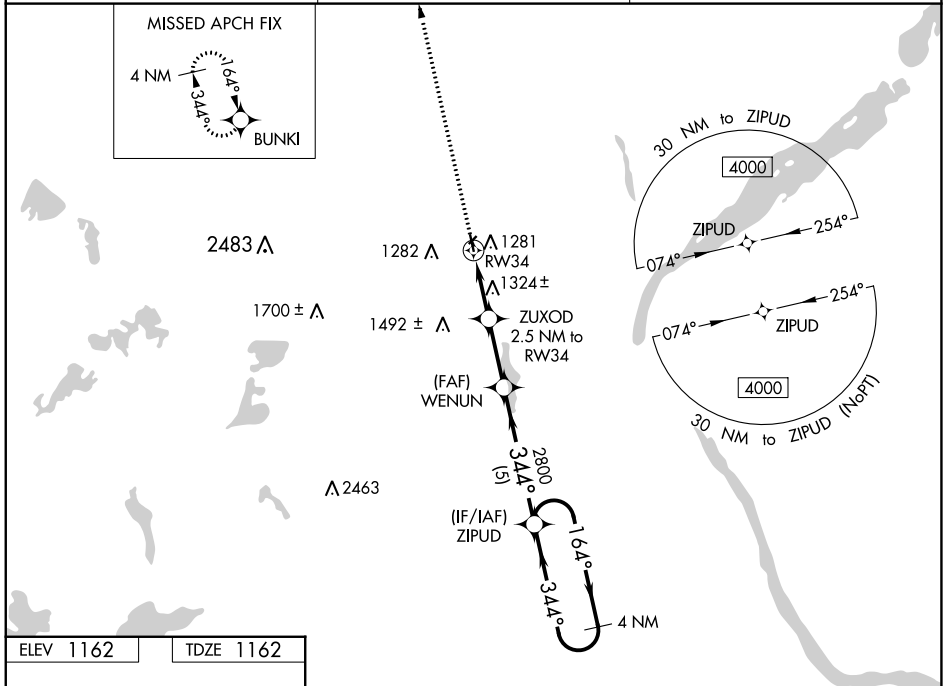 MISSED APCH FIX
4 NM
164°
344°
BUNKI
30 NM to ZIPUD
4000
ZIPUD
254°
074°
2483
1282
1281
RW34
1324 ±
1700 ±
1492 ±
ZUXOD
2.5 NM to
RW34
254°
074°
ZIPUD
4000
30 NM to ZIPUD (NoPT)
(FAF)
WENUN
2800
344°
(5)
2463
(IF/IAF)
ZIPUD
164°
344°
4 NM
ELEV 1162
TDZE 1162